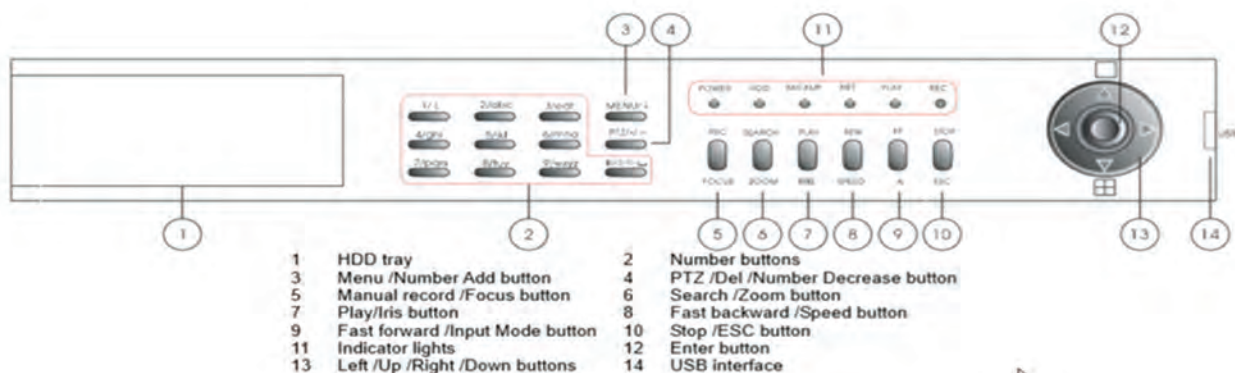 3 4 11 12
POWER HDD BACKUP NET PLAY REC
1/ 2/abc 3/def MENU/+
4/ghi 5/jkl 6/mno PTZ/x/-
7/pqrs 8/tuv 9/wxyz
REC SEARCH PLAY REW FF STOP
USB
FOCUS ZOOM IRIS SPEED A ESC
1 2 5 6 7 8 9 10 13 14
1 HDD tray 2 Number buttons
3 Menu /Number Add button 4 PTZ /Del /Number Decrease button
5 Manual record /Focus button 6 Search /Zoom button
7 Play/Iris button 8 Fast backward /Speed button
9 Fast forward /Input Mode button 10 Stop /ESC button
11 Indicator lights 12 Enter button
13 Left /Up /Right /Down buttons 14 USB interface